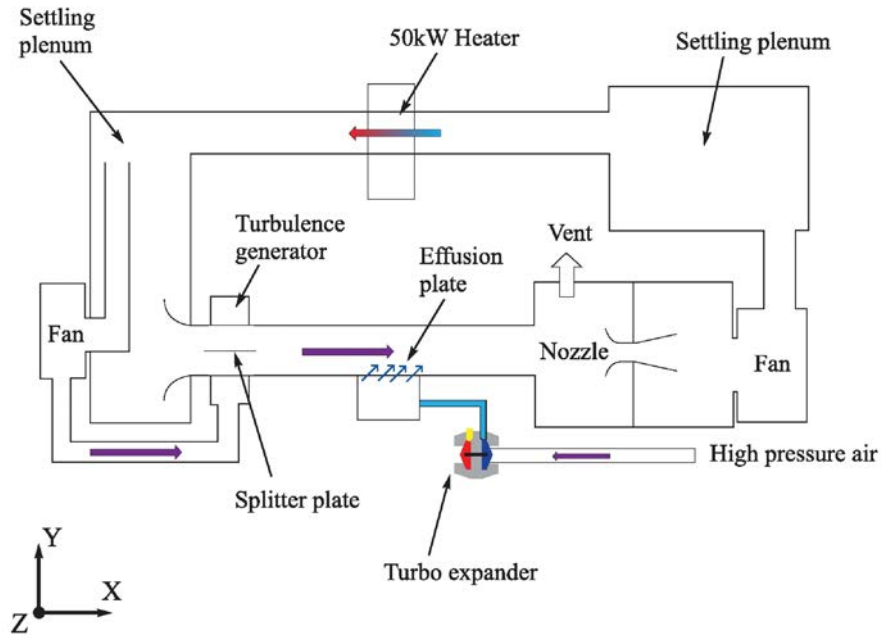 Settling
plenum
50kW Heater
Settling plenum
Turbulence
generator
Effusion
plate
Vent
Fan
Nozzle
Fan
High pressure air
Splitter plate
Turbo expander
Y
X
Z